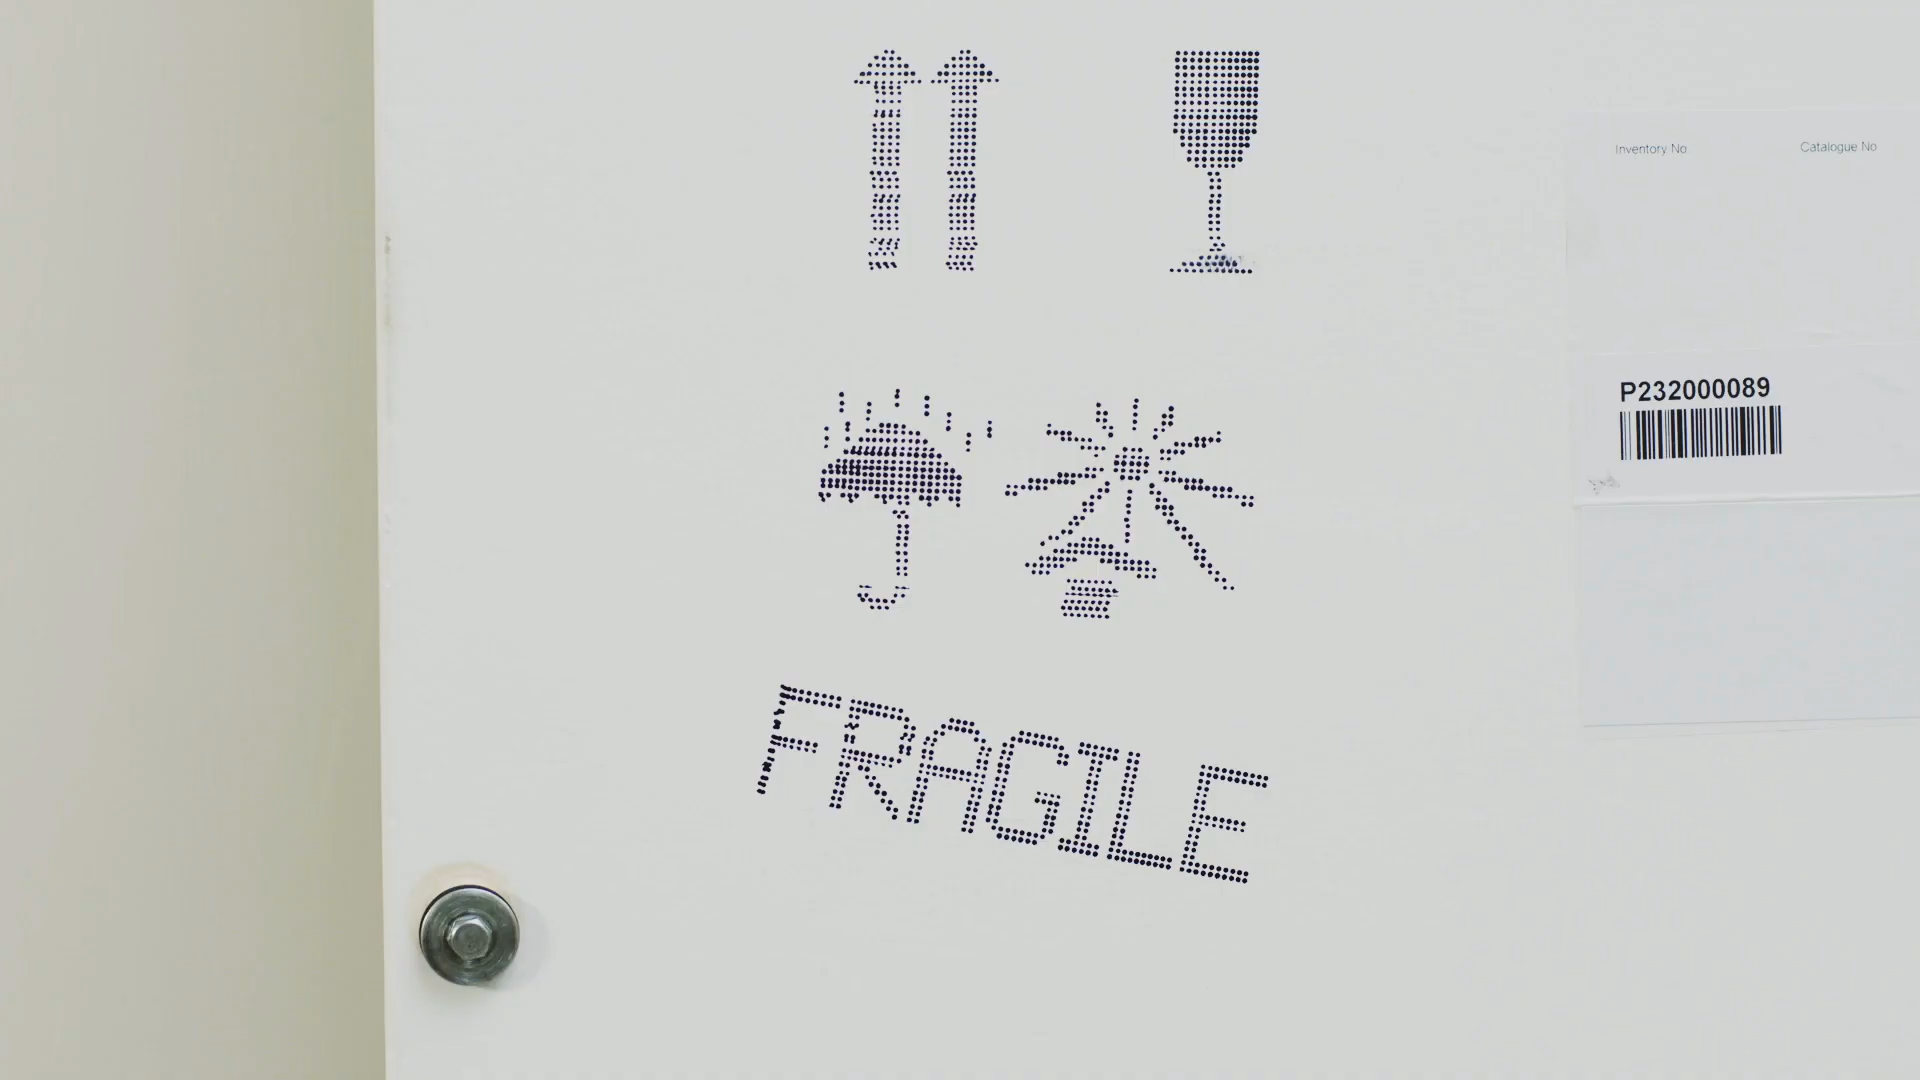 Inventory No
Catalogue No
P232000089
FRAGILE